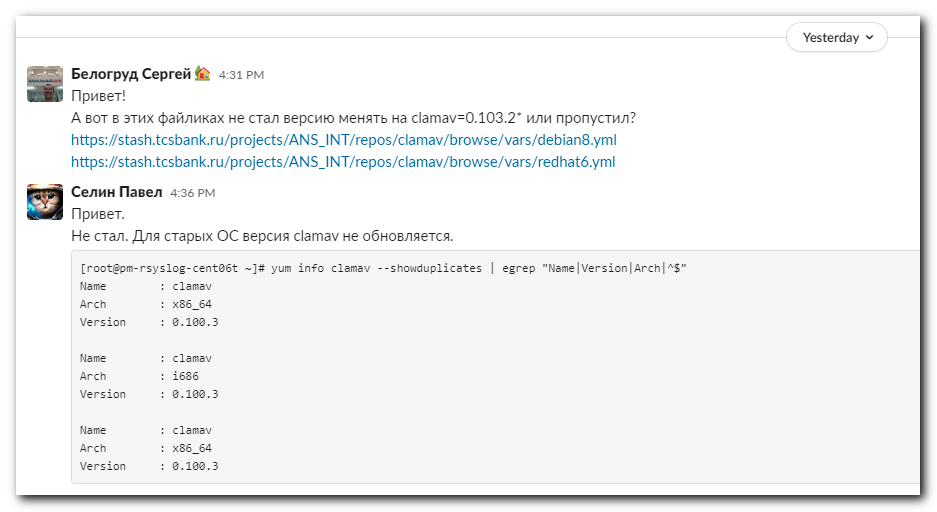 Yesterday
Белогруд Сергей 4:31 PM
Привет!
А вот в этих файликах не стал версию менять на clamav=0.103.2* или пропустил?
https://stash.tcsbank.ru/projects/ANS_INT/repos/clamav/browse/vars/debian8.yml
https://stash.tcsbank.ru/projects/ANS_INT/repos/clamav/browse/vars/redhat6.yml
Селин Павел 4:36 PM
Привет.
Не стал. Для старых ОС версия clamav не обновляется.
[root@pm-rsyslog-cent06t ~]# yum info clamav --showduplicates | egrep "Name|Version|Arch|^$"
Name : clamav
Arch : x86_64
Version : 0.100.3
Name : clamav
Arch : i686
Version : 0.100.3
Name : clamav
Arch : x86_64
Version : 0.100.3